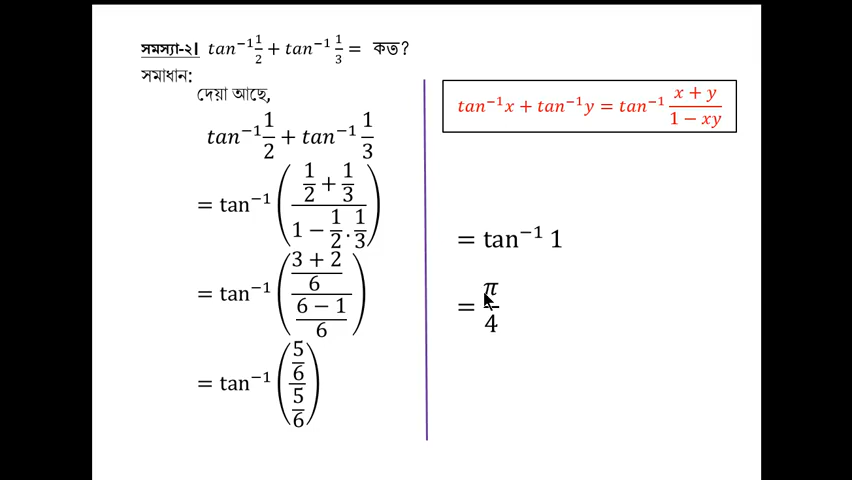 সমস্যা-২। tan⁻¹ 1/2 + tan⁻¹ 1/3 = কত?
সমাধান:
দেয়া আছে,
tan⁻¹ 1/2 + tan⁻¹ 1/3
= tan⁻¹ ((1/2 + 1/3)/(1 − 1/2 . 1/3))
= tan⁻¹ (((3 + 2)/6)/((6 − 1)/6))
= tan⁻¹ ((5/6)/(5/6))
tan⁻¹x + tan⁻¹y = tan⁻¹ (x + y)/(1 − xy)
= tan⁻¹ 1
= π/4